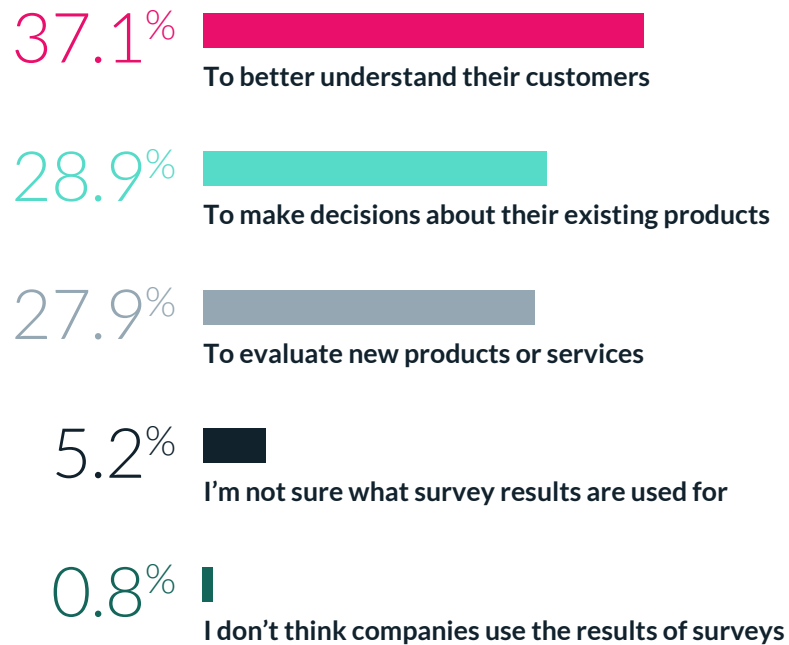 37.1%
To better understand their customers
28.9%
To make decisions about their existing products
27.9%
To evaluate new products or services
5.2%
I’m not sure what survey results are used for
0.8%
I don’t think companies use the results of surveys